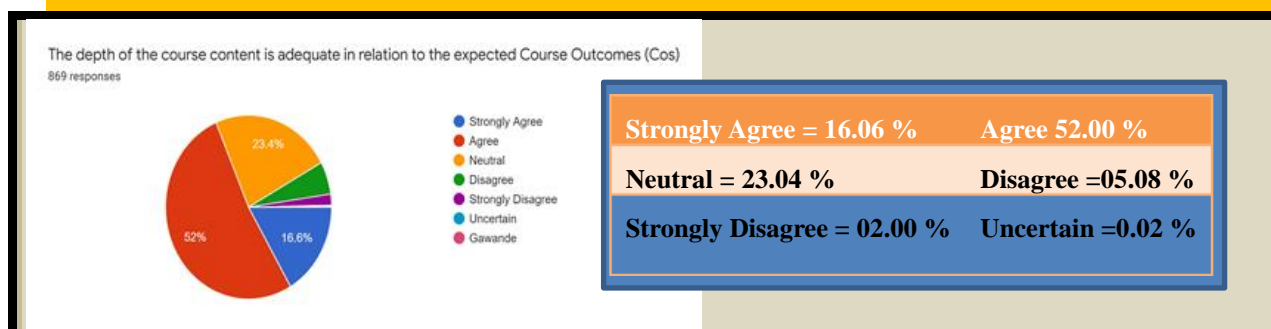 The depth of the course content is adequate in relation to the expected Course Outcomes (Cos)
869 responses
23.4%
52%
16.6%
Strongly Agree
Agree
Neutral
Disagree
Strongly Disagree
Uncertain
Gawande
Strongly Agree = 16.06 % Agree 52.00 %
Neutral = 23.04 % Disagree =05.08 %
Strongly Disagree = 02.00 % Uncertain =0.02 %